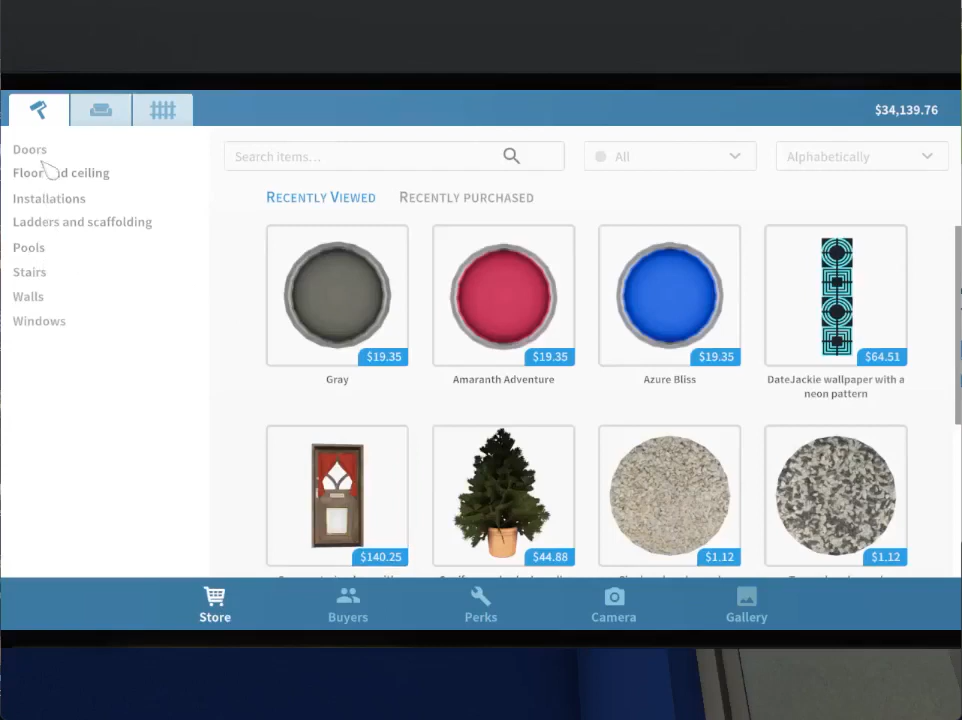 $34,139.76
Doors
Floor and ceiling
Installations
Ladders and scaffolding
Pools
Stairs
Walls
Windows
Search items...
All
Alphabetically
RECENTLY VIEWED
RECENTLY PURCHASED
$19.35
$19.35
$19.35
$64.51
Gray
Amaranth Adventure
Azure Bliss
DateJackie wallpaper with a
neon pattern
$140.25
$44.88
$1.12
$1.12
Store
Buyers
Perks
Camera
Gallery